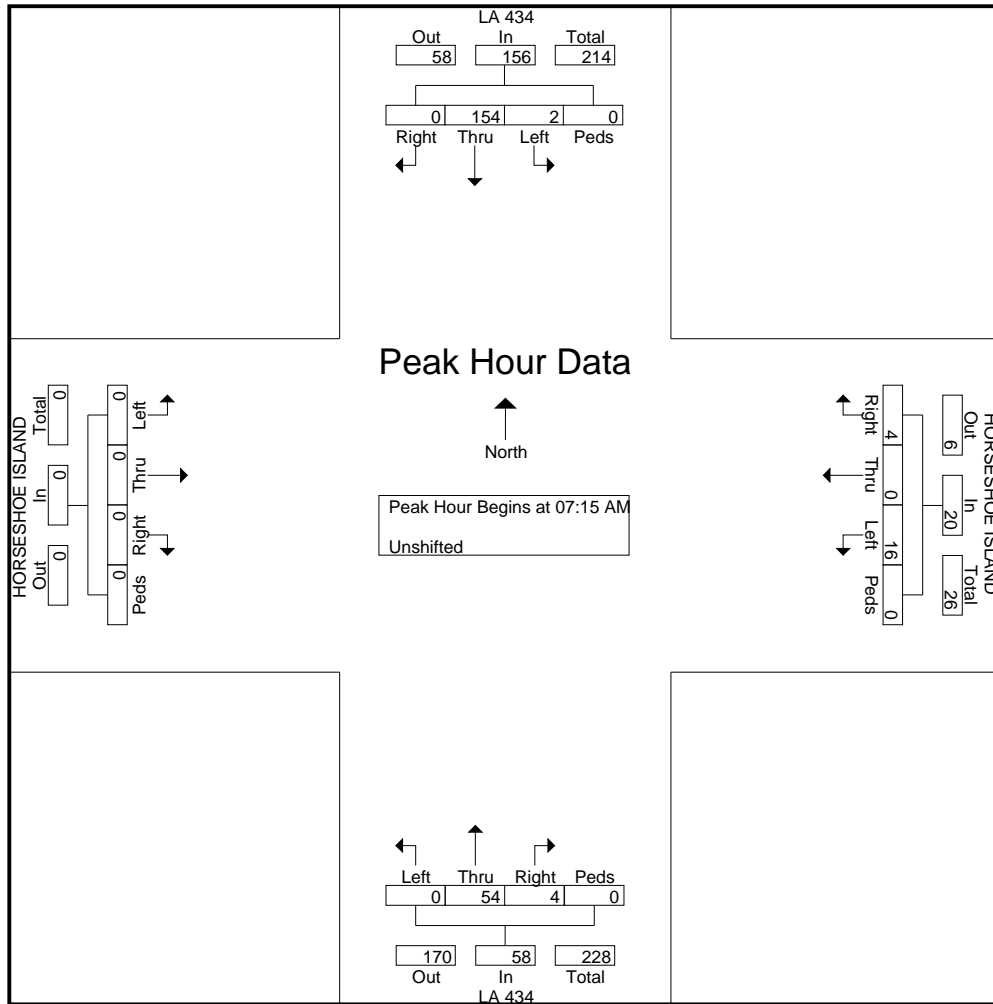 LA 434
Out In Total
58 156 214
0 154 2 0
Right Thru Left Peds
Peak Hour Data
North
Peak Hour Begins at 07:15 AM
Unshifted
HORSESHOE ISLAND
Out In Total
0 0 0
0 0 0 0
Left Thru Right Peds
HORSESHOE ISLAND
Out In Total
6 20 26
4 0 16 0
Right Thru Left Peds
Left Thru Right Peds
0 54 4 0
170 58 228
Out In Total
LA 434